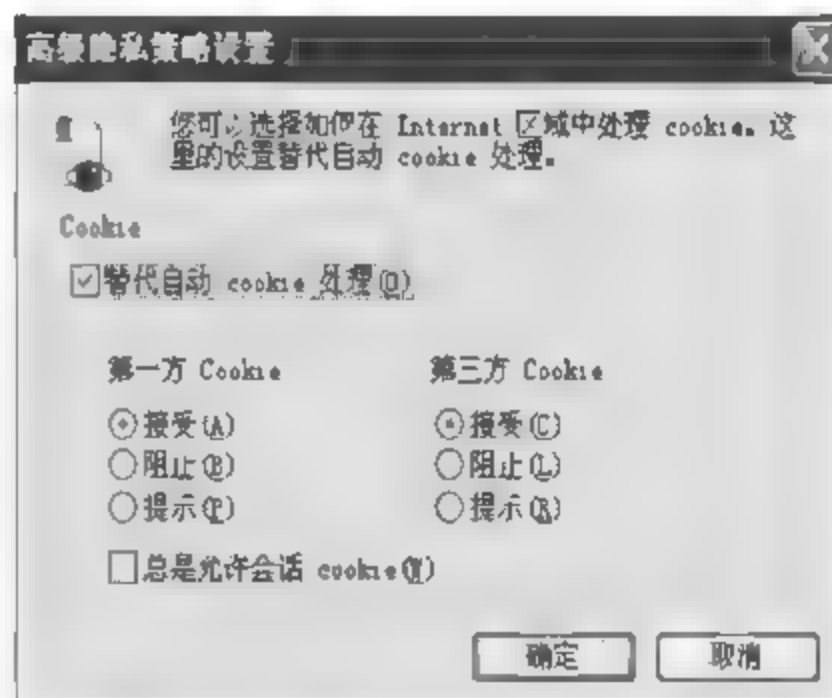 高级隐私策略设置
您可以选择如何在 Internet 区域中处理 cookie。这
里的设置替代自动 cookie 处理。
Cookie
替代自动 cookie 处理(O)
第一方 Cookie 第三方 Cookie
接受(A) 接受(C)
阻止(B) 阻止(L)
提示(P) 提示(R)
总是允许会话 cookie(W)
确定 取消